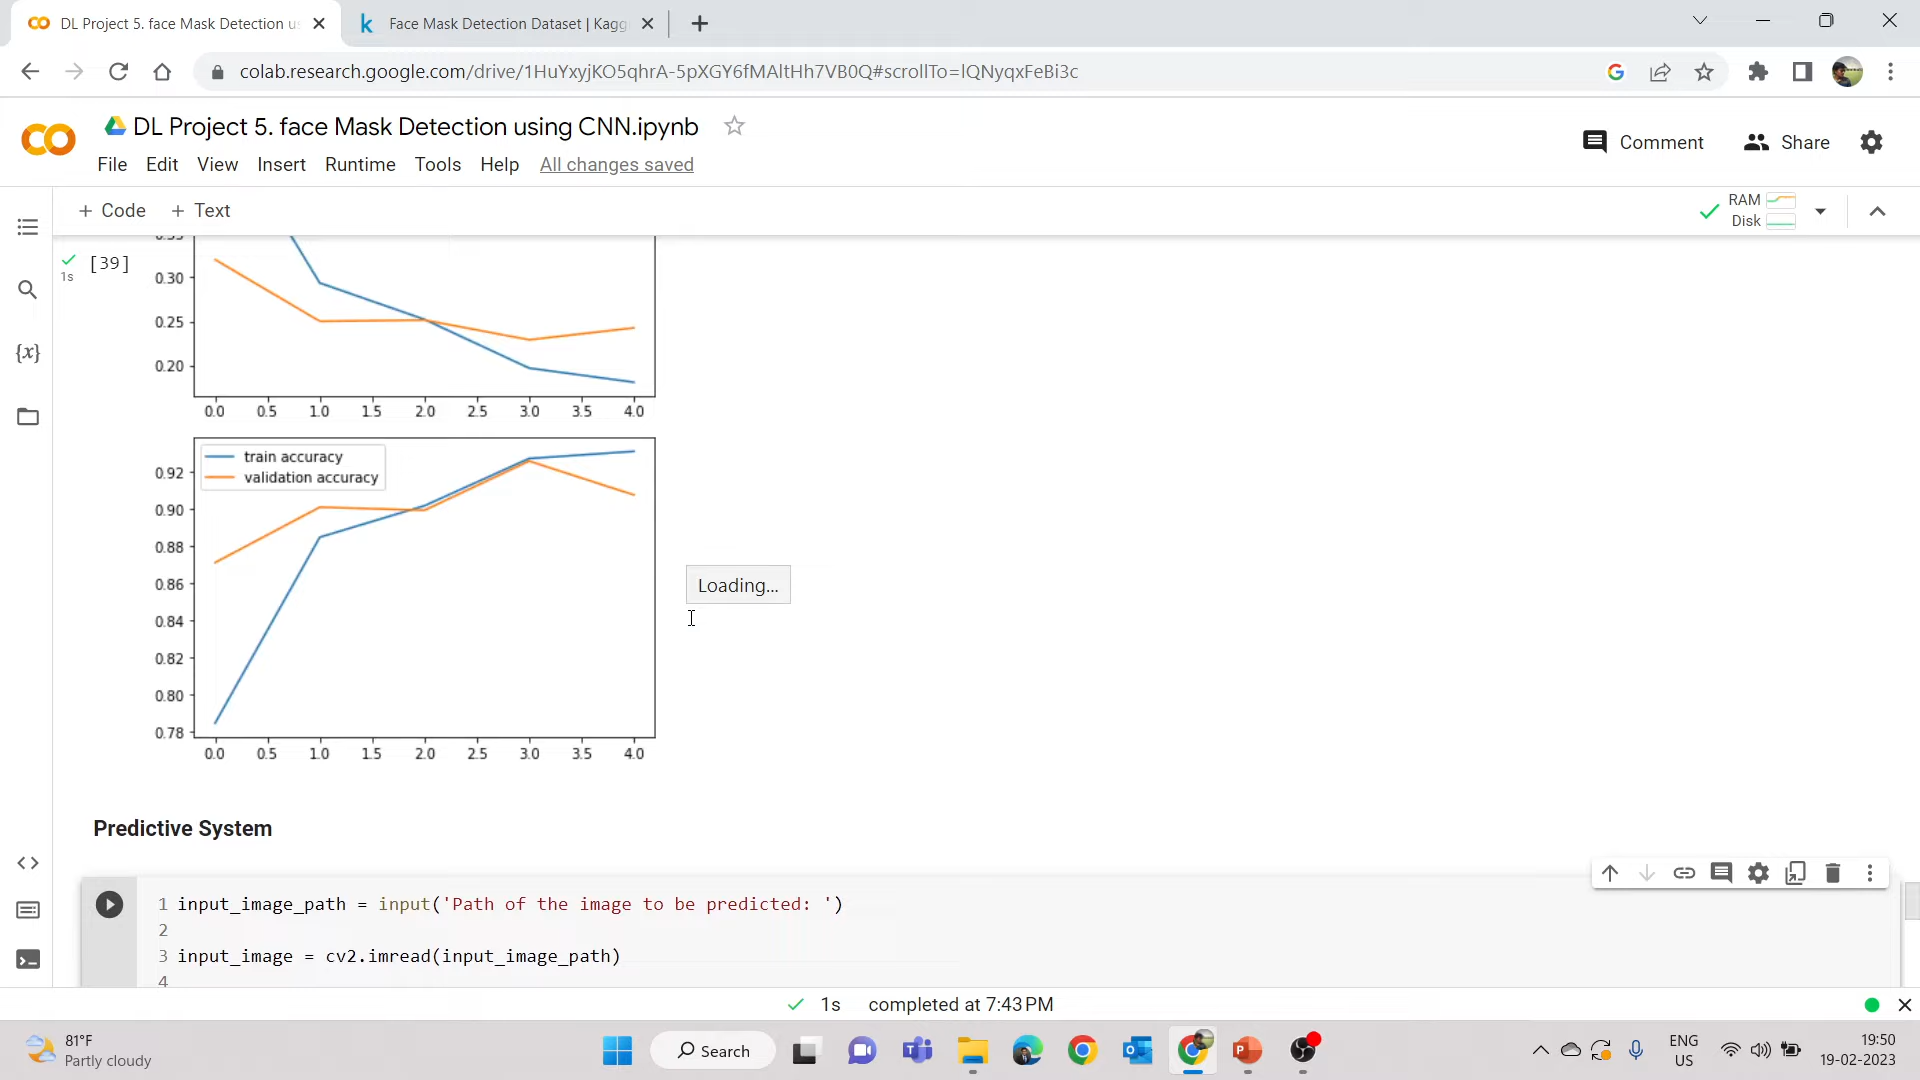 DL Project 5. face Mask Detection us
Face Mask Detection Dataset | Kagg
colab.research.google.com/drive/1HuYxyjKO5qhrA-5pXGY6fMAltHh7VB0Q#scrollTo=lQNyqxFeBi3c
DL Project 5. face Mask Detection using CNN.ipynb
Comment
Share
File Edit View Insert Runtime Tools Help All changes saved
+ Code + Text
RAM
Disk
[39]
1s
0.35
0.30
0.25
0.20
0.0 0.5 1.0 1.5 2.0 2.5 3.0 3.5 4.0
train accuracy
validation accuracy
0.92
0.90
0.88
0.86
0.84
0.82
0.80
0.78
0.0 0.5 1.0 1.5 2.0 2.5 3.0 3.5 4.0
Loading...
{x}
Predictive System
1 input_image_path = input('Path of the image to be predicted: ')
2
3 input_image = cv2.imread(input_image_path)
4
1s completed at 7:43 PM
81°F
Partly cloudy
Search
ENG
US
19:50
19-02-2023